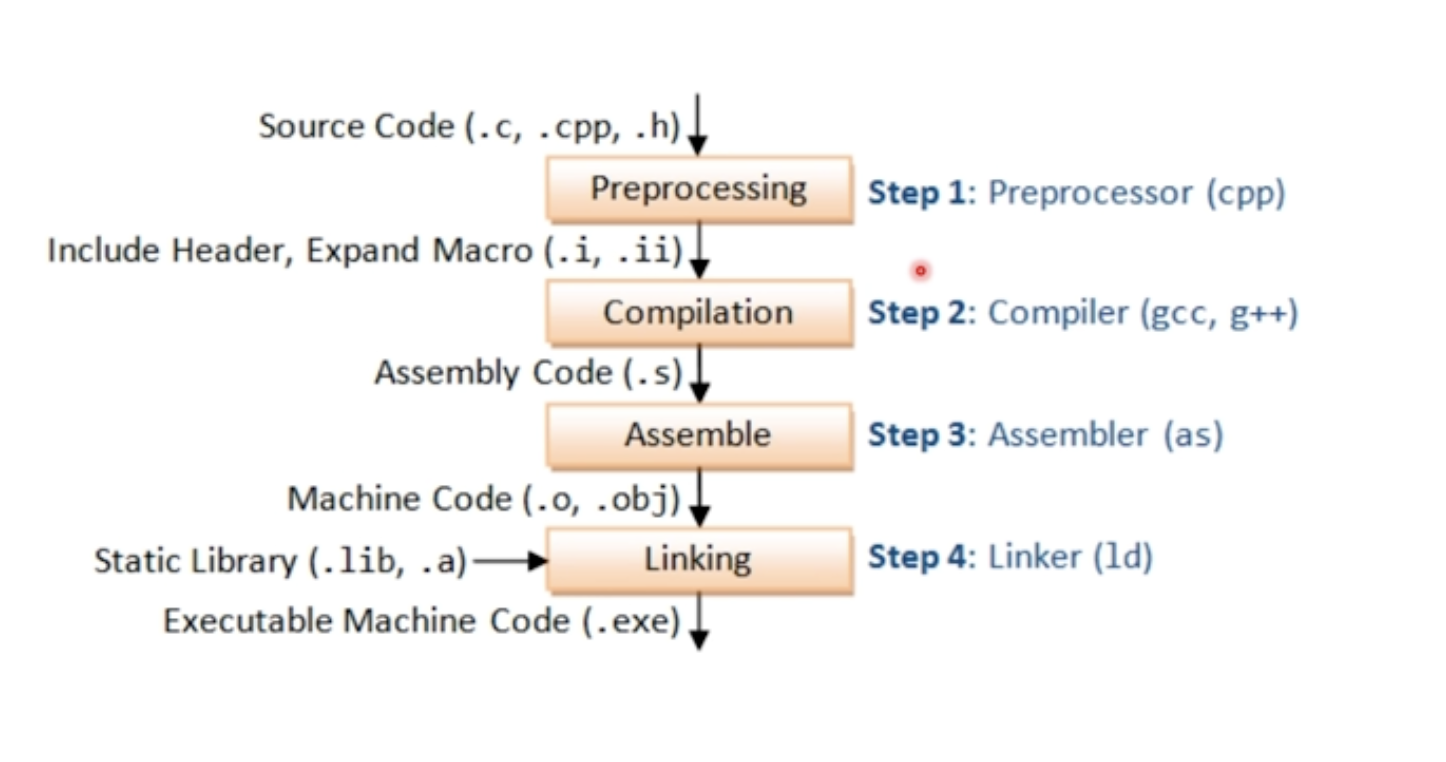 Source Code (.c, .cpp, .h)
Preprocessing
Step 1: Preprocessor (cpp)
Include Header, Expand Macro (.i, .ii)
Compilation
Step 2: Compiler (gcc, g++)
Assembly Code (.s)
Assemble
Step 3: Assembler (as)
Machine Code (.o, .obj)
Static Library (.lib, .a)
Linking
Step 4: Linker (ld)
Executable Machine Code (.exe)